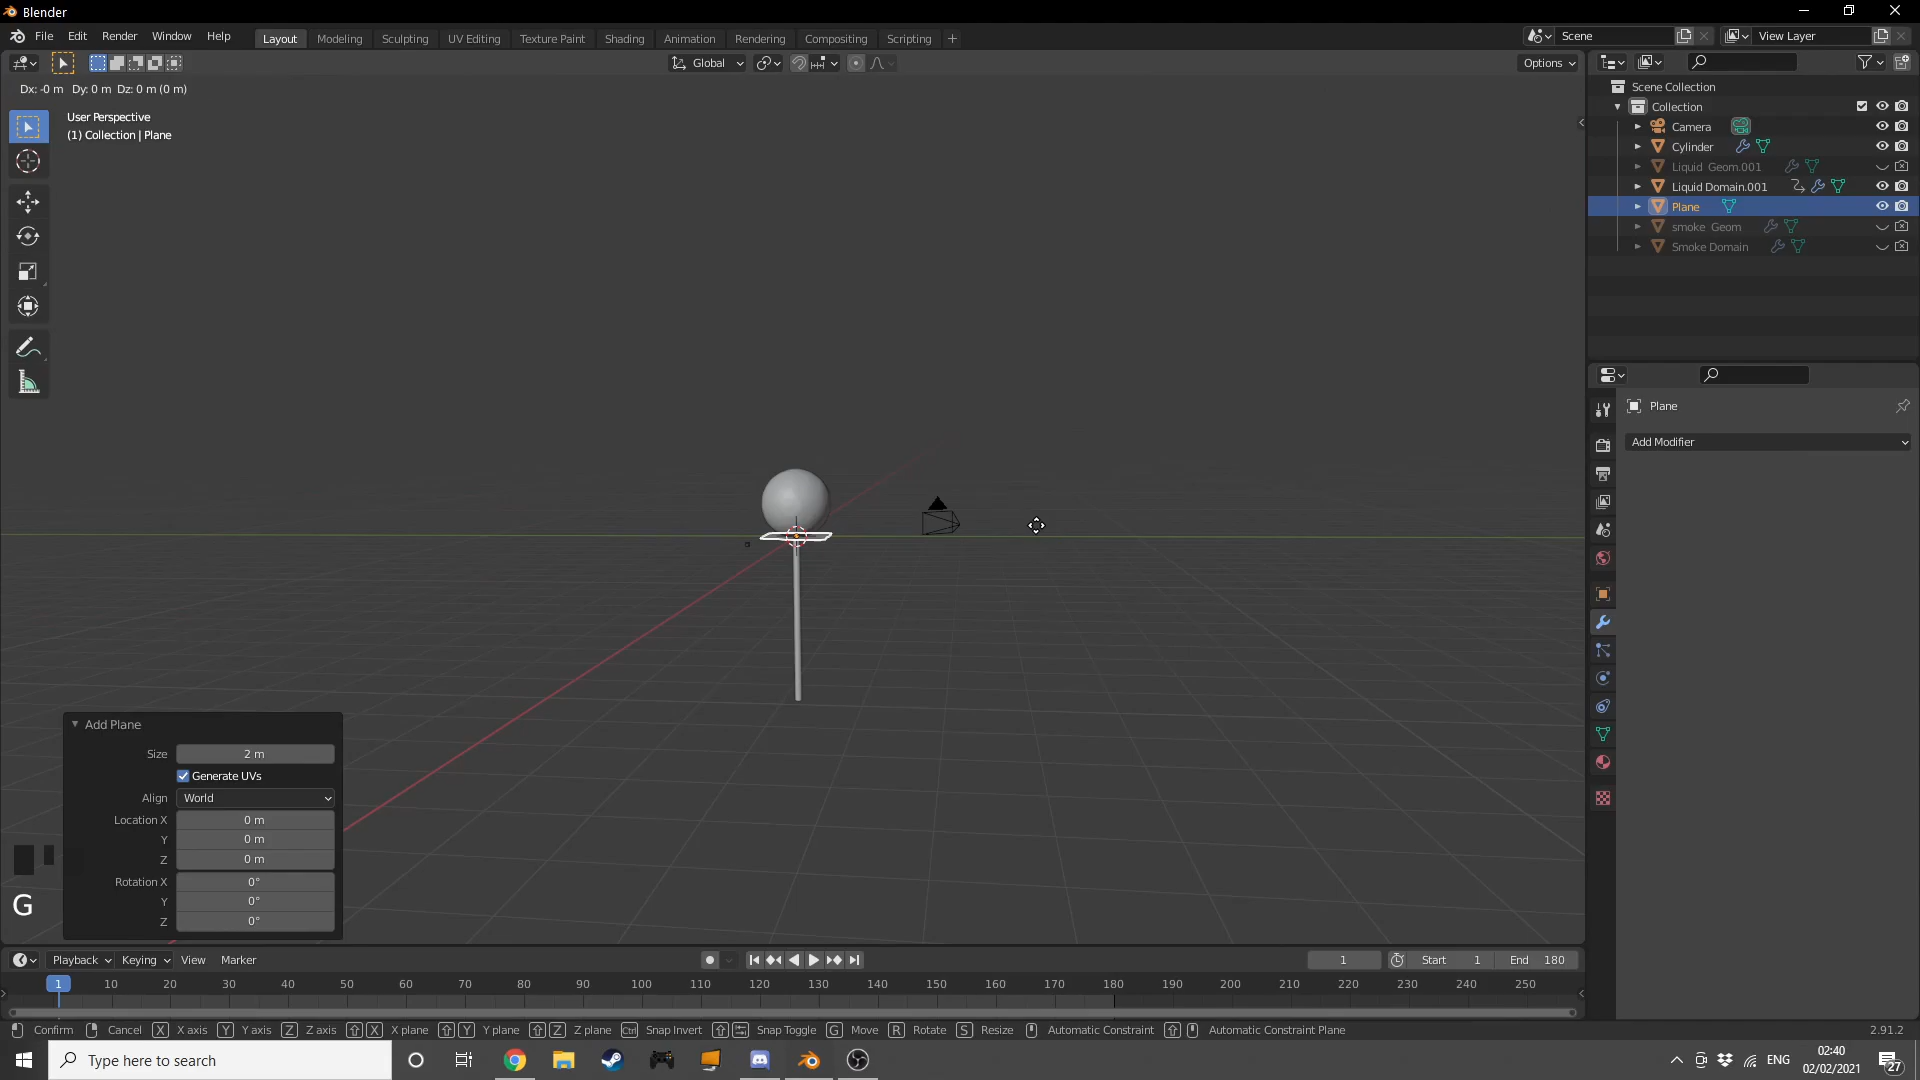 Blender
File Edit Render Window Help
Layout Modeling Sculpting UV Editing Texture Paint Shading Animation Rendering Compositing Scripting
Scene
View Layer
Global
Options
Dx: -0 m Dy: 0 m Dz: 0 m (0 m)
User Perspective
(1) Collection | Plane
Scene Collection
Collection
Camera
Cylinder
Liquid Geom.001
Liquid Domain.001
Plane
smoke Geom
Smoke Domain
Plane
Add Modifier
Add Plane
Size 2 m
Generate UVs
Align World
Location X 0 m
Y 0 m
Z 0 m
Rotation X 0°
Y 0°
Z 0°
G
Playback Keying View Marker
1 Start 1 End 180
1 10 20 30 40 50 60 70 80 90 100 110 120 130 140 150 160 170 180 190 200 210 220 230 240 250
Confirm Cancel X X axis Y Y axis Z Z axis X X plane Y Y plane Z Z plane Ctrl Snap Invert Snap Toggle G Move R Rotate S Resize Automatic Constraint Automatic Constraint Plane 2.91.2
Type here to search
ENG
02:40
02/02/2021
27